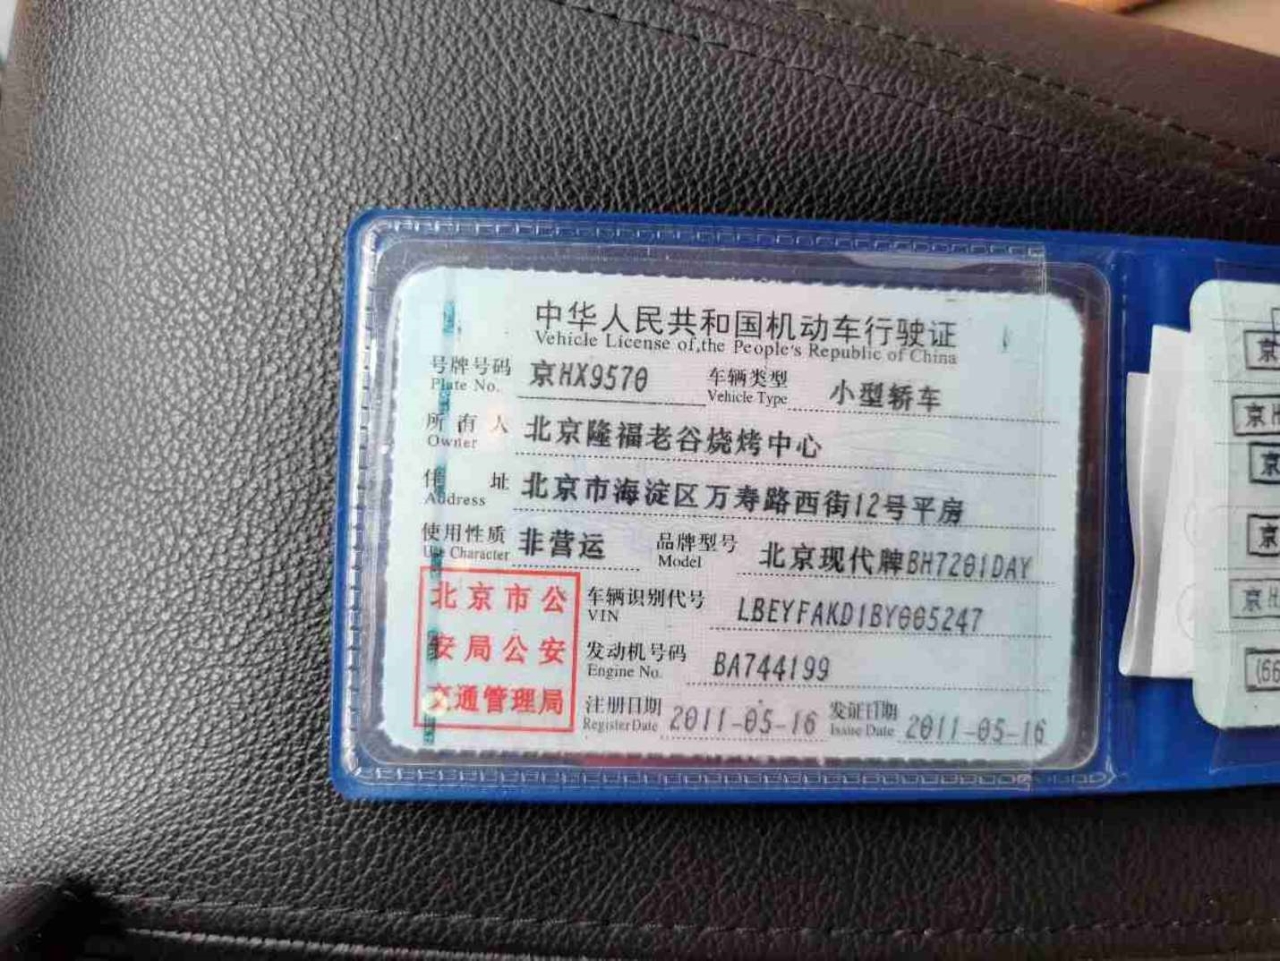 中华人民共和国机动车行驶证
Vehicle License of the People's Republic of China
号牌号码 京HX9570 车辆类型 小型轿车
Plate No. Vehicle Type
所有人 北京隆福老谷烧烤中心
Owner
住址 北京市海淀区万寿路西街12号平房
Address
使用性质 非营运 品牌型号 北京现代牌BH7201DAY
Use Character Model
北京市公
安局公安
交通管理局
车辆识别代号 LBEYFAKD1BY005247
VIN
发动机号码 BA744199
Engine No.
注册日期 2011-05-16 发证日期 2011-05-16
Register Date Issue Date
京
京H
京
京
京H
(66